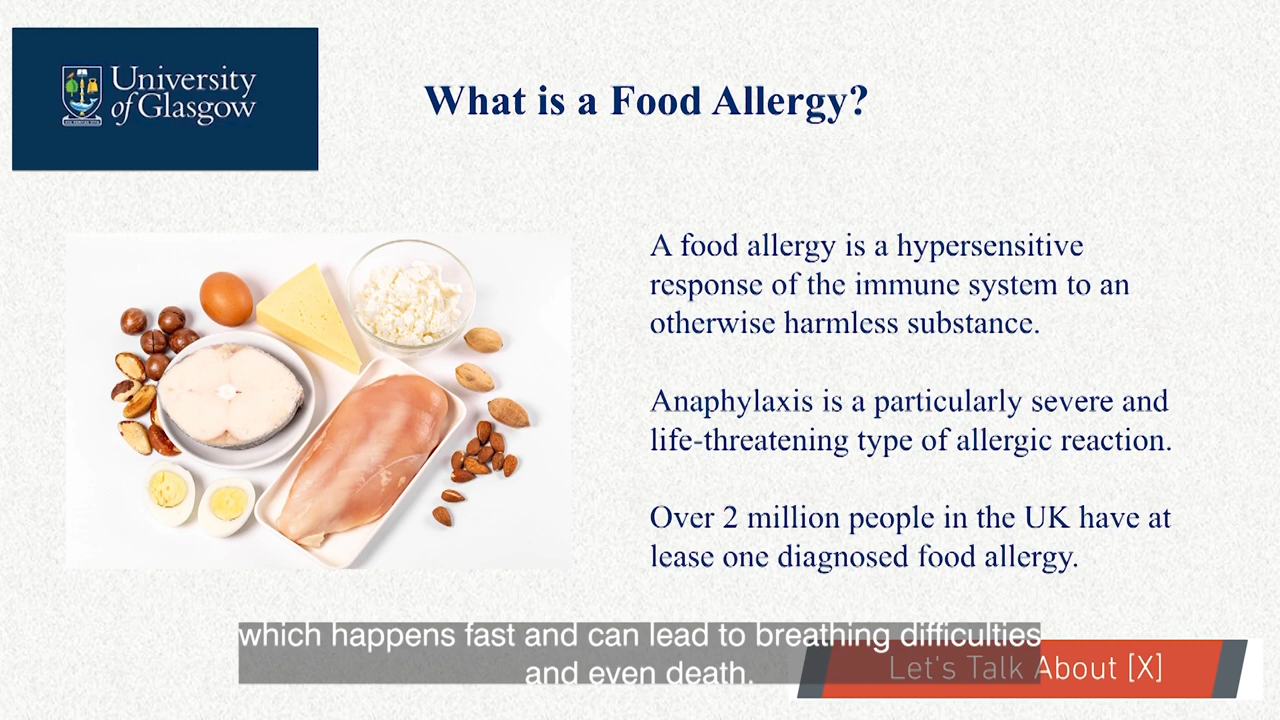 University
of Glasgow
What is a Food Allergy?
A food allergy is a hypersensitive
response of the immune system to an
otherwise harmless substance.
Anaphylaxis is a particularly severe and
life-threatening type of allergic reaction.
Over 2 million people in the UK have at
lease one diagnosed food allergy.
which happens fast and can lead to breathing difficulties
and even death.
Let's Talk About [X]